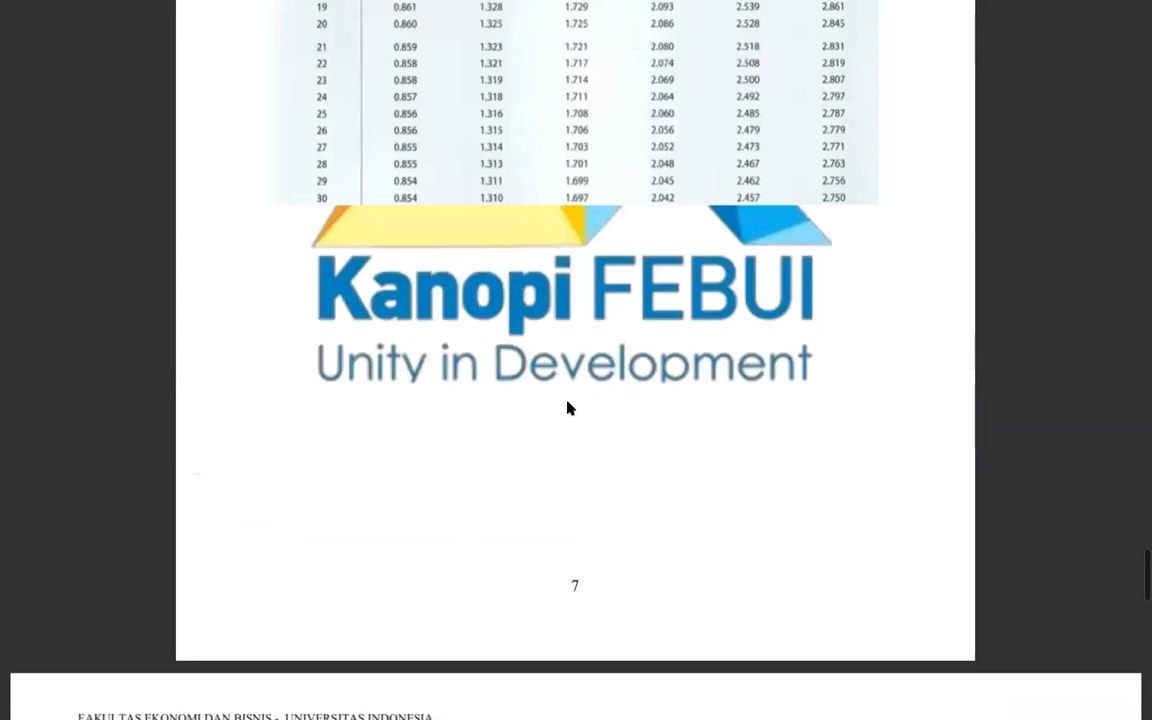 19 0.861 1.328 1.729 2.093 2.539 2.861
20 0.860 1.325 1.725 2.086 2.528 2.845
21 0.859 1.323 1.721 2.080 2.518 2.831
22 0.858 1.321 1.717 2.074 2.508 2.819
23 0.858 1.319 1.714 2.069 2.500 2.807
24 0.857 1.318 1.711 2.064 2.492 2.797
25 0.856 1.316 1.708 2.060 2.485 2.787
26 0.856 1.315 1.706 2.056 2.479 2.779
27 0.855 1.314 1.703 2.052 2.473 2.771
28 0.855 1.313 1.701 2.048 2.467 2.763
29 0.854 1.311 1.699 2.045 2.462 2.756
30 0.854 1.310 1.697 2.042 2.457 2.750
Kanopi FEBUI
Unity in Development
7
FAKULTAS EKONOMI DAN BISNIS - UNIVERSITAS INDONESIA